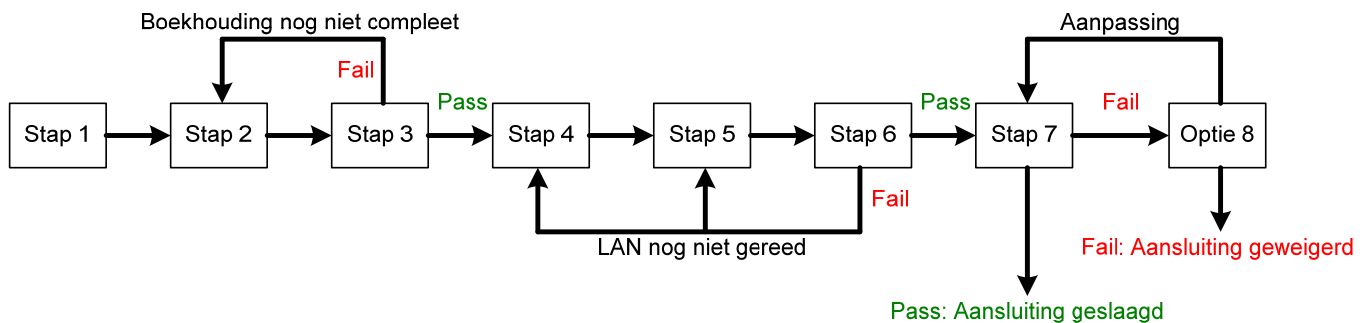 Boekhouding nog niet compleet
Aanpassing
Fail
Pass
Pass
Fail
Stap 1
Stap 2
Stap 3
Stap 4
Stap 5
Stap 6
Stap 7
Optie 8
Fail
LAN nog niet gereed
Fail: Aansluiting geweigerd
Pass: Aansluiting geslaagd